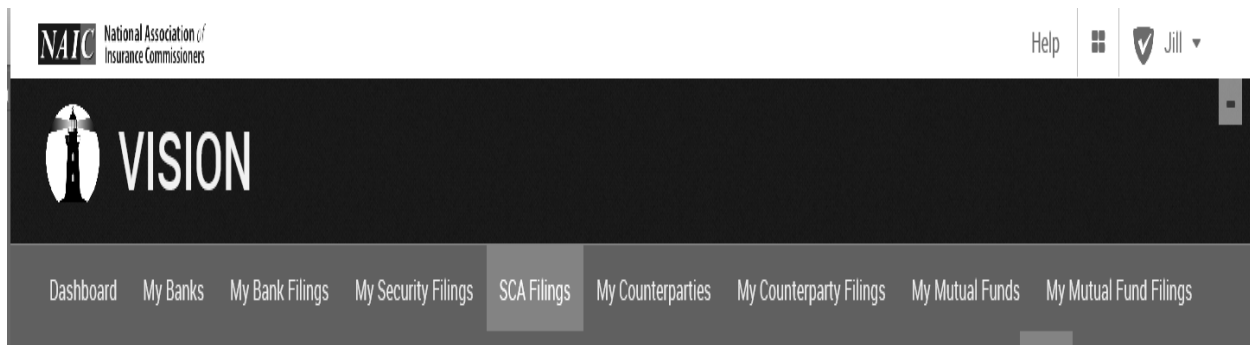 NAIC National Association of
Insurance Commissioners
Help Jill
VISION
Dashboard My Banks My Bank Filings My Security Filings SCA Filings My Counterparties My Counterparty Filings My Mutual Funds My Mutual Fund Filings